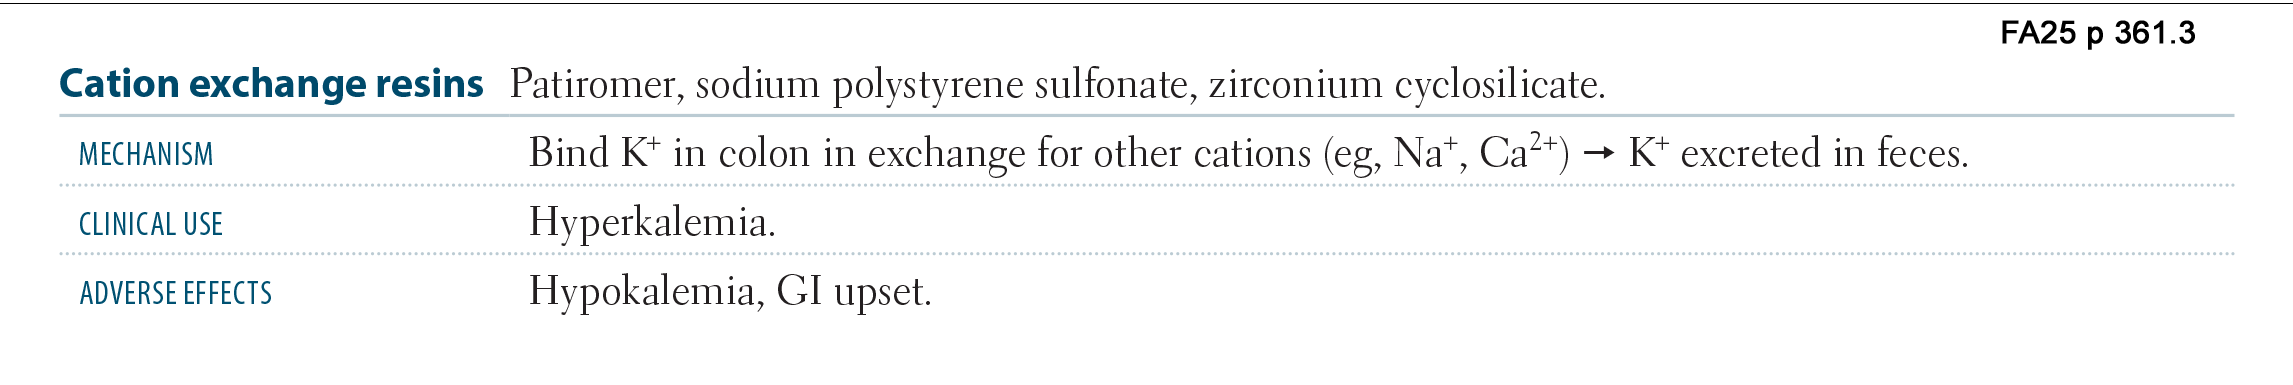 FA25 p 361.3
Cation exchange resins Patiromer, sodium polystyrene sulfonate, zirconium cyclosilicate.
MECHANISM Bind K⁺ in colon in exchange for other cations (eg, Na⁺, Ca²⁺) → K⁺ excreted in feces.
CLINICAL USE Hyperkalemia.
ADVERSE EFFECTS Hypokalemia, GI upset.